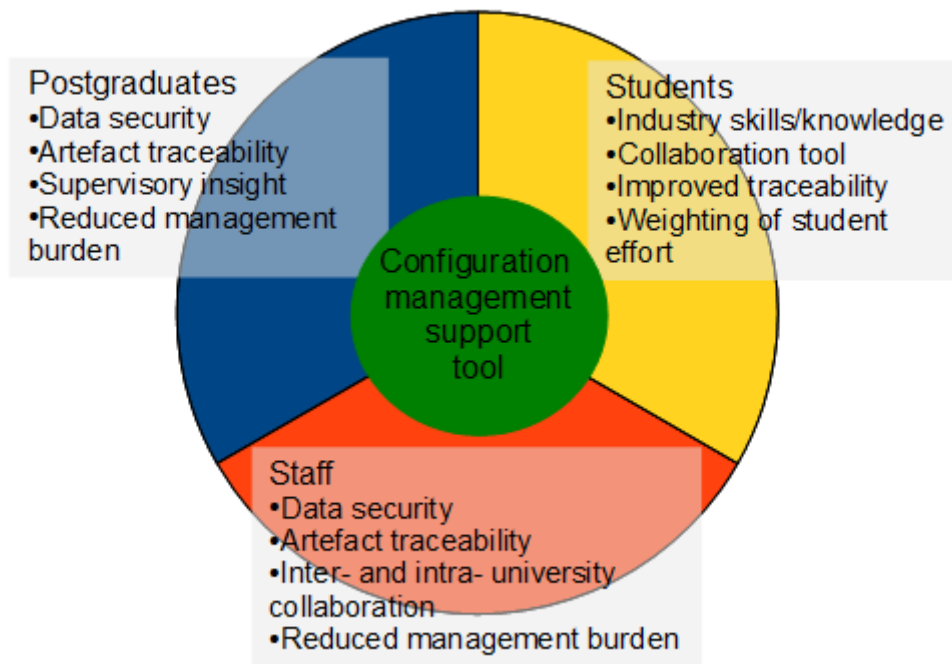 Postgraduates
•Data security
•Artefact traceability
•Supervisory insight
•Reduced management
burden
Students
•Industry skills/knowledge
•Collaboration tool
•Improved traceability
•Weighting of student
effort
Configuration
management
support
tool
Staff
•Data security
•Artefact traceability
•Inter- and intra- university
collaboration
•Reduced management burden